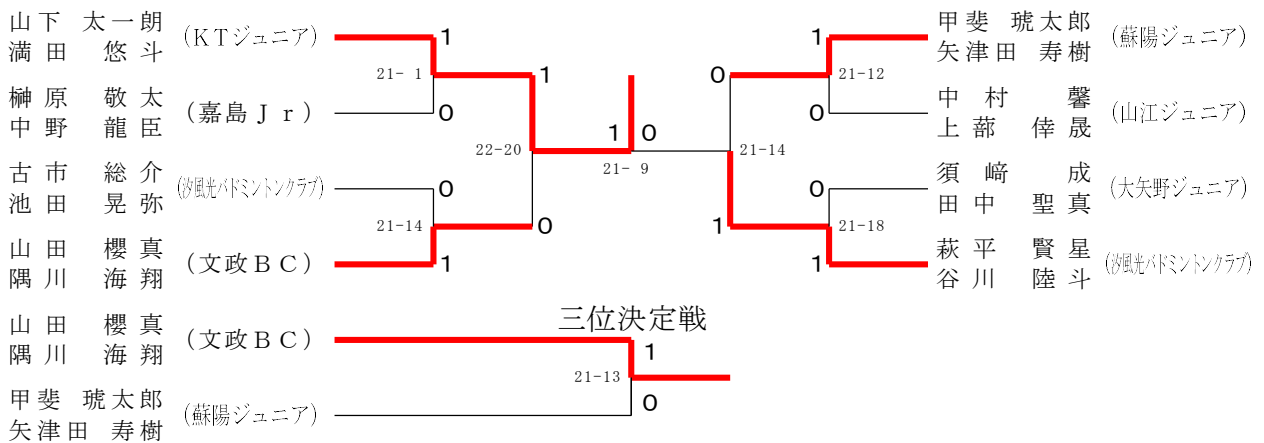 山下 太一朗
満田 悠斗
(KTジュニア)
1
21- 1
榊原 敬太
中野 龍臣
(嘉島Jr)
0
1
22-20
古市 総介
池田 晃弥
(汐風光バドミントンクラブ)
0
21-14
0
山田 櫻真
隅川 海翔
(文政BC)
1
1 0
21- 9
甲斐 琥太郎
矢津田 寿樹
(蘇陽ジュニア)
1
0
21-12
中村 馨
上蔀 倖晟
(山江ジュニア)
0
21-14
須﨑 成
田中 聖真
(大矢野ジュニア)
0
1
21-18
萩平 賢星
谷川 陸斗
(汐風光バドミントンクラブ)
1
三位決定戦
山田 櫻真
隅川 海翔
(文政BC)
1
21-13
甲斐 琥太郎
矢津田 寿樹
(蘇陽ジュニア)
0